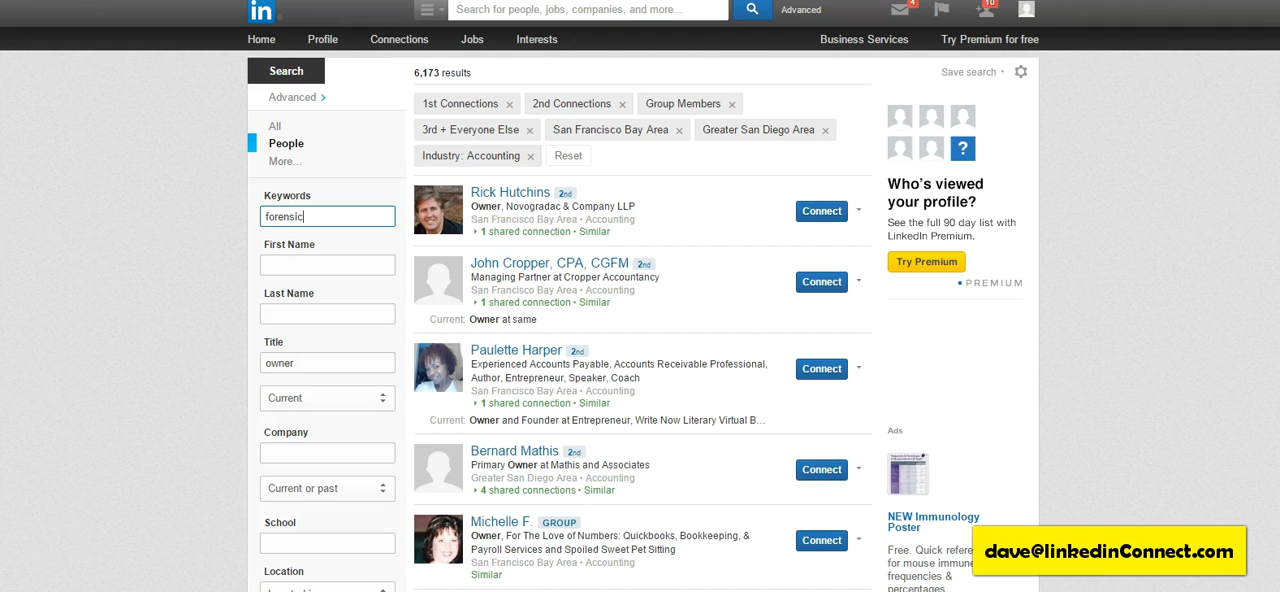 in
Search for people, jobs, companies, and more...
Advanced
4
10
Home
Profile
Connections
Jobs
Interests
Business Services
Try Premium for free
Search
Advanced
All
People
More...
Keywords
forensic
First Name
Last Name
Title
owner
Current
Company
Current or past
School
Location
6,173 results
Save search
1st Connections
2nd Connections
Group Members
3rd + Everyone Else
San Francisco Bay Area
Greater San Diego Area
Industry: Accounting
Reset
Rick Hutchins 2nd
Owner, Novogradac & Company LLP
San Francisco Bay Area • Accounting
1 shared connection • Similar
Connect
John Cropper, CPA, CGFM 2nd
Managing Partner at Cropper Accountancy
San Francisco Bay Area • Accounting
1 shared connection • Similar
Current: Owner at same
Connect
Paulette Harper 2nd
Experienced Accounts Payable, Accounts Receivable Professional,
Author, Entrepreneur, Speaker, Coach
San Francisco Bay Area • Accounting
1 shared connection • Similar
Current: Owner and Founder at Entrepreneur, Write Now Literary Virtual B...
Connect
Bernard Mathis 2nd
Primary Owner at Mathis and Associates
Greater San Diego Area • Accounting
4 shared connections • Similar
Connect
Michelle F. GROUP
Owner, For The Love of Numbers: Quickbooks, Bookkeeping, &
Payroll Services and Spoiled Sweet Pet Sitting
San Francisco Bay Area • Accounting
Similar
Connect
?
Who's viewed
your profile?
See the full 90 day list with
LinkedIn Premium.
Try Premium
PREMIUM
Ads
NEW Immunology
Poster
Free. Quick refere
for mouse immune
frequencies &
percentages
dave@linkedinConnect.com